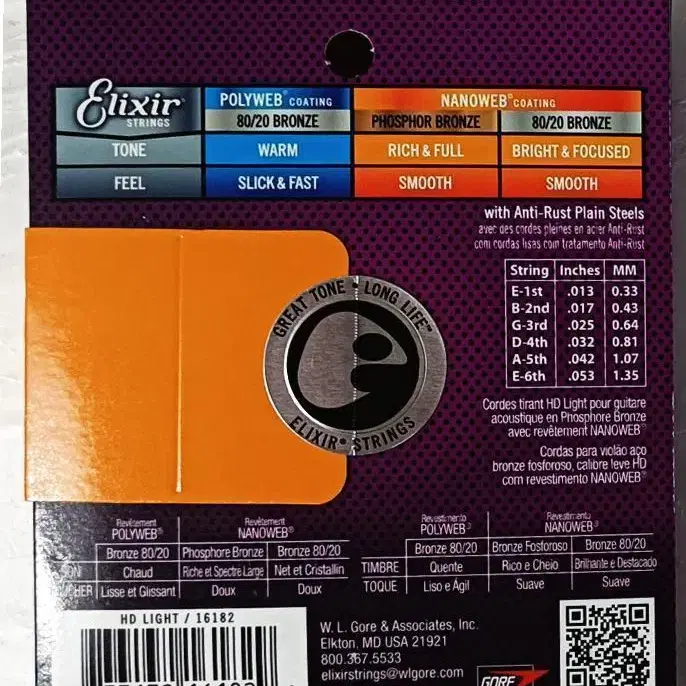 Elixir®
STRINGS
POLYWEB® COATING
NANOWEB® COATING
80/20 BRONZE
PHOSPHOR BRONZE
80/20 BRONZE
TONE
WARM
RICH & FULL
BRIGHT & FOCUSED
FEEL
SLICK & FAST
SMOOTH
SMOOTH
with Anti-Rust Plain Steels
avec des cordes pleines en acier Anti-Rust
com cordas lisas com tratamento Anti-Rust
String Inches MM
E-1st .013 0.33
B-2nd .017 0.43
G-3rd .025 0.64
D-4th .032 0.81
A-5th .042 1.07
E-6th .053 1.35
GREAT TONE • LONG LIFE™
ELIXIR® STRINGS
Cordes tirant HD Light pour guitare
acoustique en Phosphore Bronze
avec revêtement NANOWEB®
Cordas para violão aço
bronze fosforoso, calibre leve HD
com revestimento NANOWEB®
Revêtement
POLYWEB®
Revêtement
NANOWEB®
Bronze 80/20
Phosphore Bronze
Bronze 80/20
Chaud
Riche et Spectre Large
Net et Cristallin
Lisse et Glissant
Doux
Doux
Revestimento
POLYWEB®
Revestimento
NANOWEB®
Bronze 80/20
Bronze Fosforoso
Bronze 80/20
TIMBRE
Quente
Rico e Cheio
Brilhante e Destacado
TOQUE
Liso e Ágil
Suave
Suave
HD LIGHT / 16182
W. L. Gore & Associates, Inc.
Elkton, MD USA 21921
800.367.5533
elixirstrings@wlgore.com
GORE